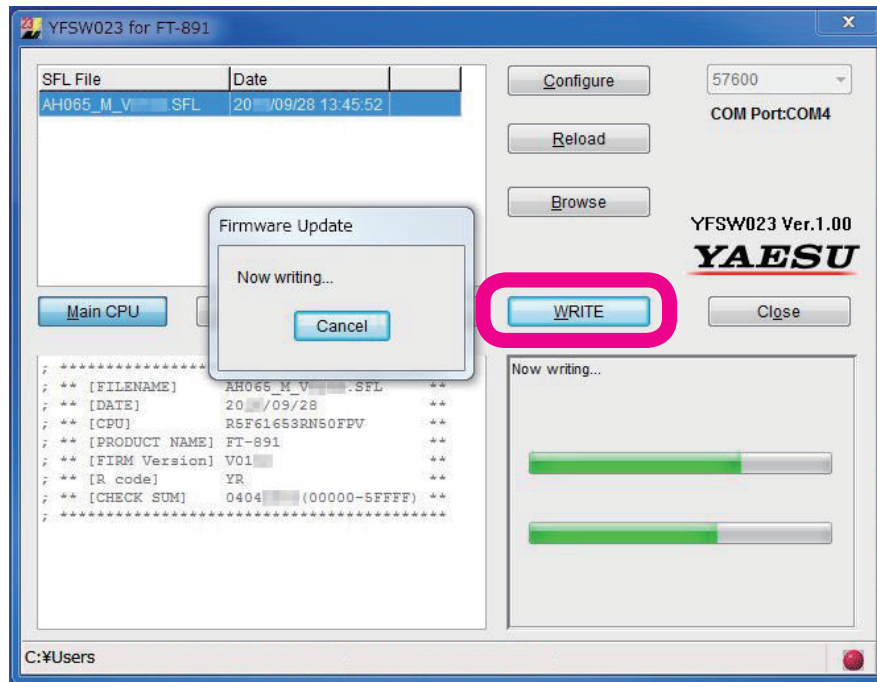 YFSW023 for FT-891
SFL File Date
AH065_M_V .SFL 20 /09/28 13:45:52
Configure
57600
COM Port:COM4
Reload
Browse
YFSW023 Ver.1.00
YAESU
Firmware Update
Now writing...
Cancel
Main CPU
WRITE
Close
; ** [FILENAME] AH065_M_V .SFL **
; ** [DATE] 20 /09/28 **
; ** [CPU] R5F61653RN50FPV **
; ** [PRODUCT NAME] FT-891 **
; ** [FIRM Version] V01 **
; ** [R code] YR **
; ** [CHECK SUM] 0404 (00000-5FFFF) **
; ******************************************
Now writing...
C:¥Users